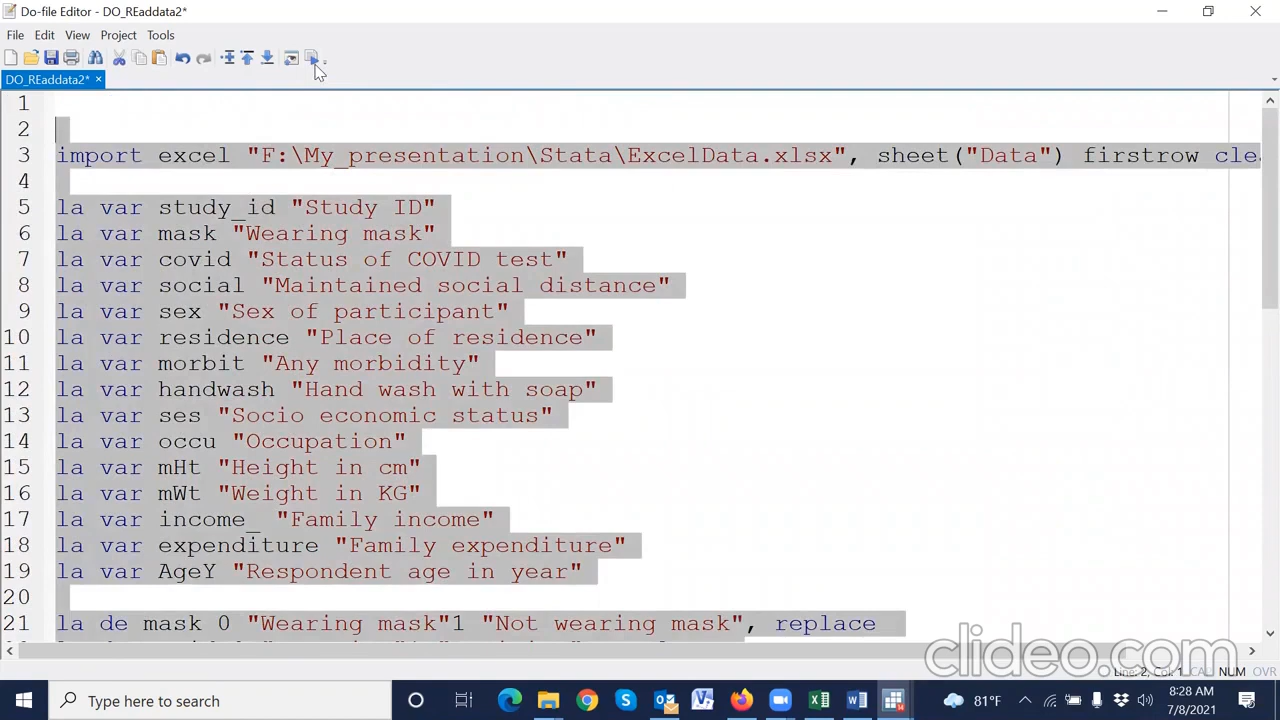 Do-file Editor - DO_REaddata2*
File Edit View Project Tools
DO_REaddata2* ×
1
2
3 import excel "F:\My_presentation\Stata\ExcelData.xlsx", sheet("Data") firstrow cle
4
5 la var study_id "Study ID"
6 la var mask "Wearing mask"
7 la var covid "Status of COVID test"
8 la var social "Maintained social distance"
9 la var sex "Sex of participant"
10 la var residence "Place of residence"
11 la var morbit "Any morbidity"
12 la var handwash "Hand wash with soap"
13 la var ses "Socio economic status"
14 la var occu "Occupation"
15 la var mHt "Height in cm"
16 la var mWt "Weight in KG"
17 la var income_ "Family income"
18 la var expenditure "Family expenditure"
19 la var AgeY "Respondent age in year"
20
21 la de mask 0 "Wearing mask"1 "Not wearing mask", replace
clideo.com
Line: 2, Col: 1 CAP NUM OVR
Type here to search
81°F
8:28 AM
7/8/2021